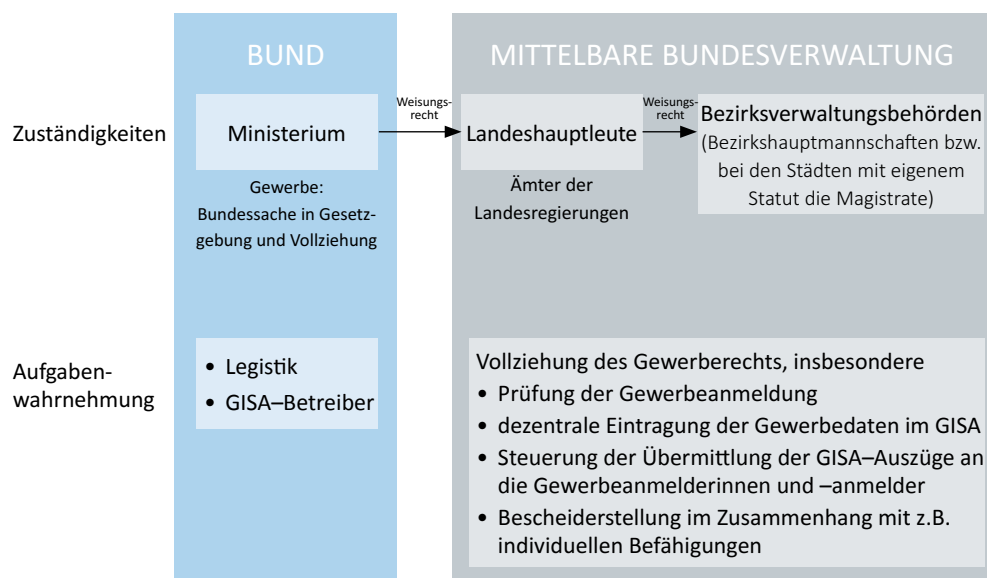 BUND
MITTELBARE BUNDESVERWALTUNG
Zuständigkeiten
Ministerium
Weisungs-
recht
Landeshauptleute
Weisungs-
recht
Bezirksverwaltungsbehörden
(Bezirkshauptmannschaften bzw.
bei den Städten mit eigenem
Statut die Magistrate)
Gewerbe:
Bundessache in Gesetz-
gebung und Vollziehung
Ämter der
Landesregierungen
Aufgaben-
wahrnehmung
• Legistik
• GISA–Betreiber
Vollziehung des Gewerberechts, insbesondere
• Prüfung der Gewerbeanmeldung
• dezentrale Eintragung der Gewerbedaten im GISA
• Steuerung der Übermittlung der GISA–Auszüge an
die Gewerbeanmelderinnen und –anmelder
• Bescheiderstellung im Zusammenhang mit z.B.
individuellen Befähigungen